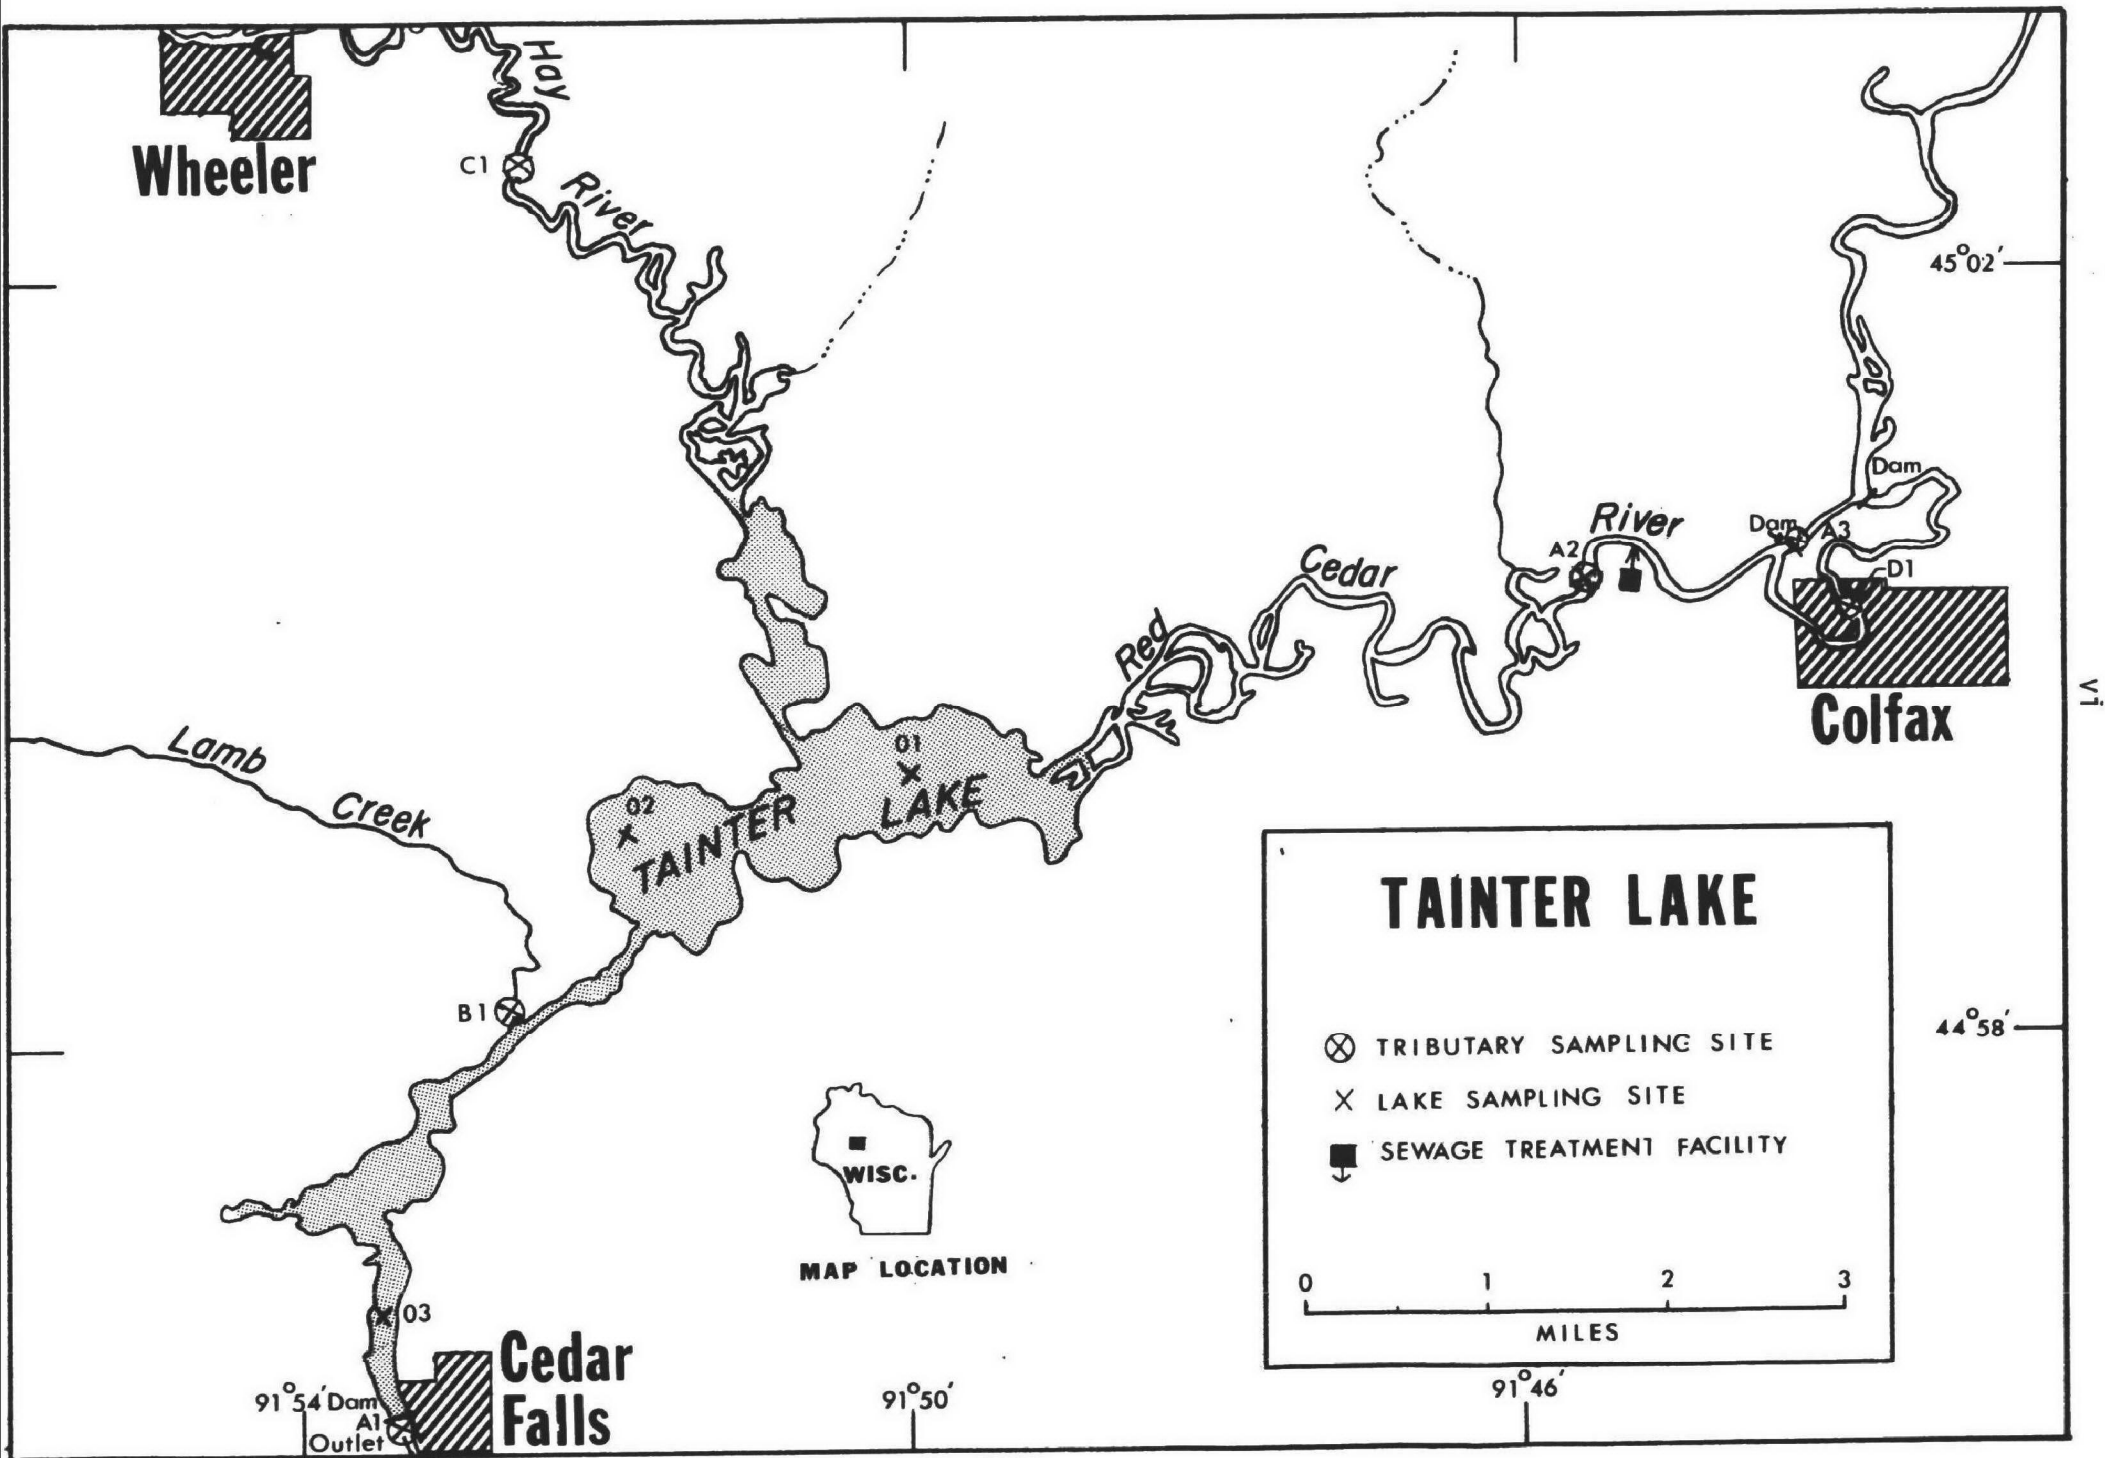 Hay
Wheeler
C1
River
45°02'
Dam
River
Dam
A3
A2
Cedar
D1
Red
vi
Colfax
Lamb
01
Creek
02
LAKE
TAINTER
TAINTER LAKE
B1
44°58'
TRIBUTARY SAMPLING SITE
LAKE SAMPLING SITE
SEWAGE TREATMENT FACILITY
WISC.
MAP LOCATION
0 1 2 3
MILES
03
Cedar
Falls
91°54' Dam
A1
Outlet
91°50'
91°46'